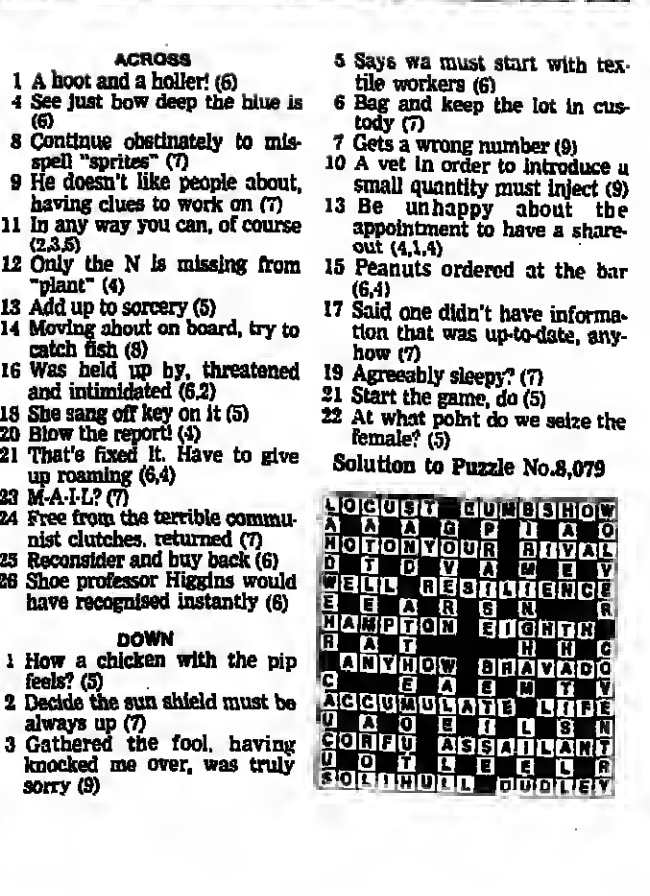 ACROSS
1 A hoot and a holler! (6)
4 See just bow deep the blue is
(6)
8 Continue obstinately to mis-
spell "sprites" (7)
9 He doesn't like people about,
having clues to work on (7)
11 In any way you can, of course
(2,3,5)
12 Only the N is missing from
"plant" (4)
13 Add up to sorcery (5)
14 Moving about on board, try to
catch fish (8)
16 Was held up by, threatened
and intimidated (6,2)
18 She sang off key on it (5)
20 Blow the report! (4)
21 That's fixed it. Have to give
up roaming (6,4)
23 M-A-I-L? (7)
24 Free from the terrible commu-
nist clutches, returned (7)
25 Reconsider and buy back (6)
26 Shoe professor Higgins would
have recognised instantly (6)
DOWN
1 How a chicken with the pip
feels? (5)
2 Decide the sun shield must be
always up (7)
3 Gathered the fool, having
knocked me over, was truly
sorry (9)
5 Says wa must start with tex-
tile workers (6)
6 Bag and keep the lot in cus-
tody (7)
7 Gets a wrong number (9)
10 A vet in order to introduce a
small quantity must inject (9)
13 Be unhappy about the
appointment to have a share-
out (4,1,4)
15 Peanuts ordered at the bar
(6,4)
17 Said one didn't have informa-
tion that was up-to-date, any-
how (7)
19 Agreeably sleepy? (7)
21 Start the game, do (5)
22 At what point do we seize the
female? (5)
Solution to Puzzle No.8,079
LOCUST DUMBSHOW
A A A G P I A O
NOTONYOUR RIVAL
D T D V A M E V
WELL RESILIENCE
E E A R S N R
HAMPTON EIGHTH
R A T H H C
ANYHOW BRAVADO
C E A E M T V
ACCUMULATE LIFE
U A O E I L S N
CORFU ASSAILANT
U O T L E E L R
SOLIHULL DUDLEY